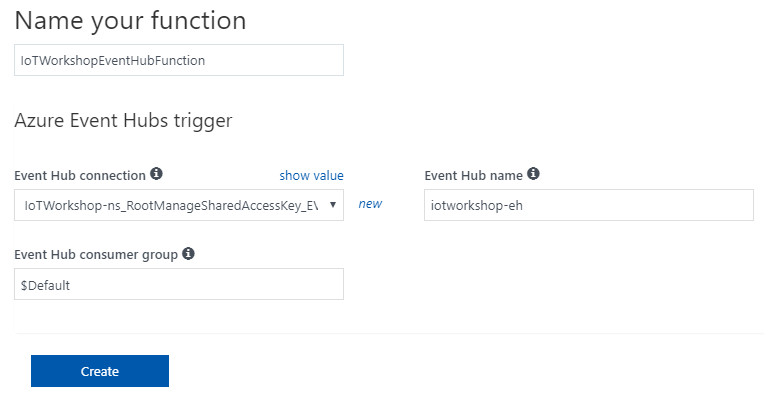 Name your function
IoTWorkshopEventHubFunction
Azure Event Hubs trigger
Event Hub connection show value Event Hub name
IoTWorkshop-ns_RootManageSharedAccessKey_EV new iotworkshop-eh
Event Hub consumer group
$Default
Create